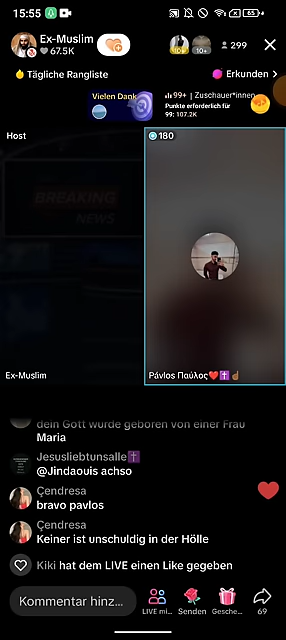 15:55
65
Ex-Muslim
67.5K
10+
299
Tägliche Rangliste
Erkunden
Vielen Dank
99+ | Zuschauer*innen
Punkte erforderlich für
99: 107.2K
Host
180
BREAKING
NEWS
Ex-Muslim
Pávlos Παύλος❤️✝️☝🏾
dein Gott wurde geboren von einer Frau
Maria
Jesusliebtunsalle✝️
@Jindaouis achso
Çendresa
bravo pavlos
Çendresa
Keiner ist unschuldig in der Hölle
Kiki hat dem LIVE einen Like gegeben
Kommentar hinz...
LIVE mi...
Senden
Gesche...
69